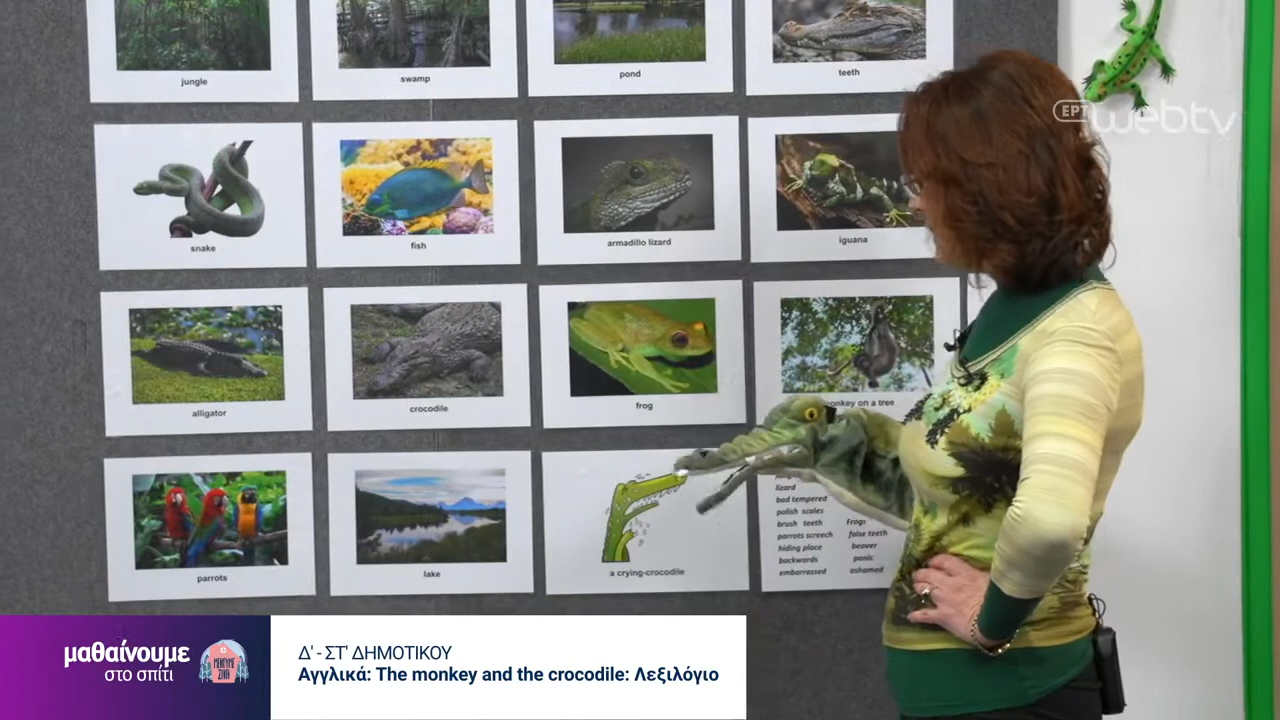 jungle
swamp
pond
teeth
ΕΡΤ webtv
snake
fish
armadillo lizard
iguana
alligator
crocodile
frog
monkey on a tree
parrots
lake
a crying-crocodile
lizard
bad tempered
polish scales
brush teeth
parrots screech
hiding place
backwards
embarrassed
Frogs
false teeth
beaver
panic
ashamed
μαθαίνουμε
στο σπίτι
ΜΕΝΟΥΜΕ
ΣΠΙΤΙ
Δ' - ΣΤ' ΔΗΜΟΤΙΚΟΥ
Αγγλικά: The monkey and the crocodile: Λεξιλόγιο